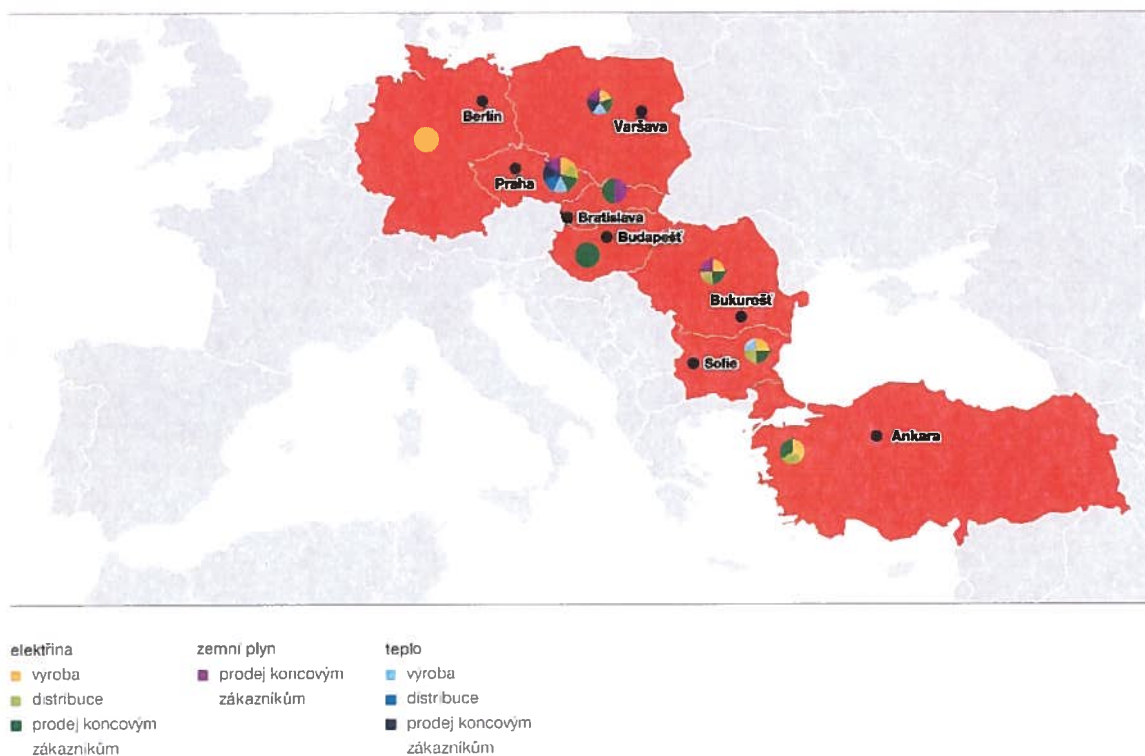 Berlín
Varšava
Praha
Bratislava
Budapešť
Bukurešť
Sofie
Ankara
elektřina
výroba
distribuce
prodej koncovým
zákazníkům
zemní plyn
prodej koncovým
zákazníkům
teplo
výroba
distribuce
prodej koncovým
zákazníkům